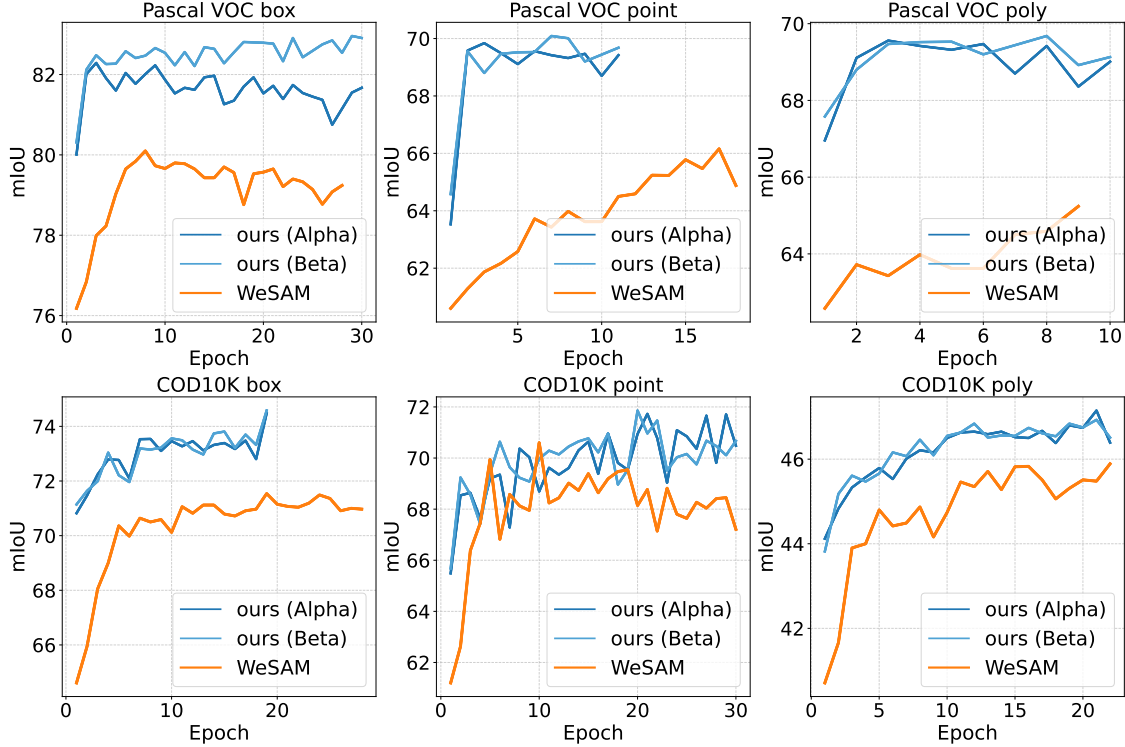 Pascal VOC box
mIoU
82
80
78
76
0
10
20
30
Epoch
ours (Alpha)
ours (Beta)
WeSAM
Pascal VOC point
mIoU
70
68
66
64
62
5
10
15
Epoch
ours (Alpha)
ours (Beta)
WeSAM
Pascal VOC poly
mIoU
70
68
66
64
2
4
6
8
10
Epoch
ours (Alpha)
ours (Beta)
WeSAM
COD10K box
mIoU
74
72
70
68
66
0
10
20
Epoch
ours (Alpha)
ours (Beta)
WeSAM
COD10K point
mIoU
72
70
68
66
64
62
0
10
20
30
Epoch
ours (Alpha)
ours (Beta)
WeSAM
COD10K poly
mIoU
46
44
42
0
5
10
15
20
Epoch
ours (Alpha)
ours (Beta)
WeSAM